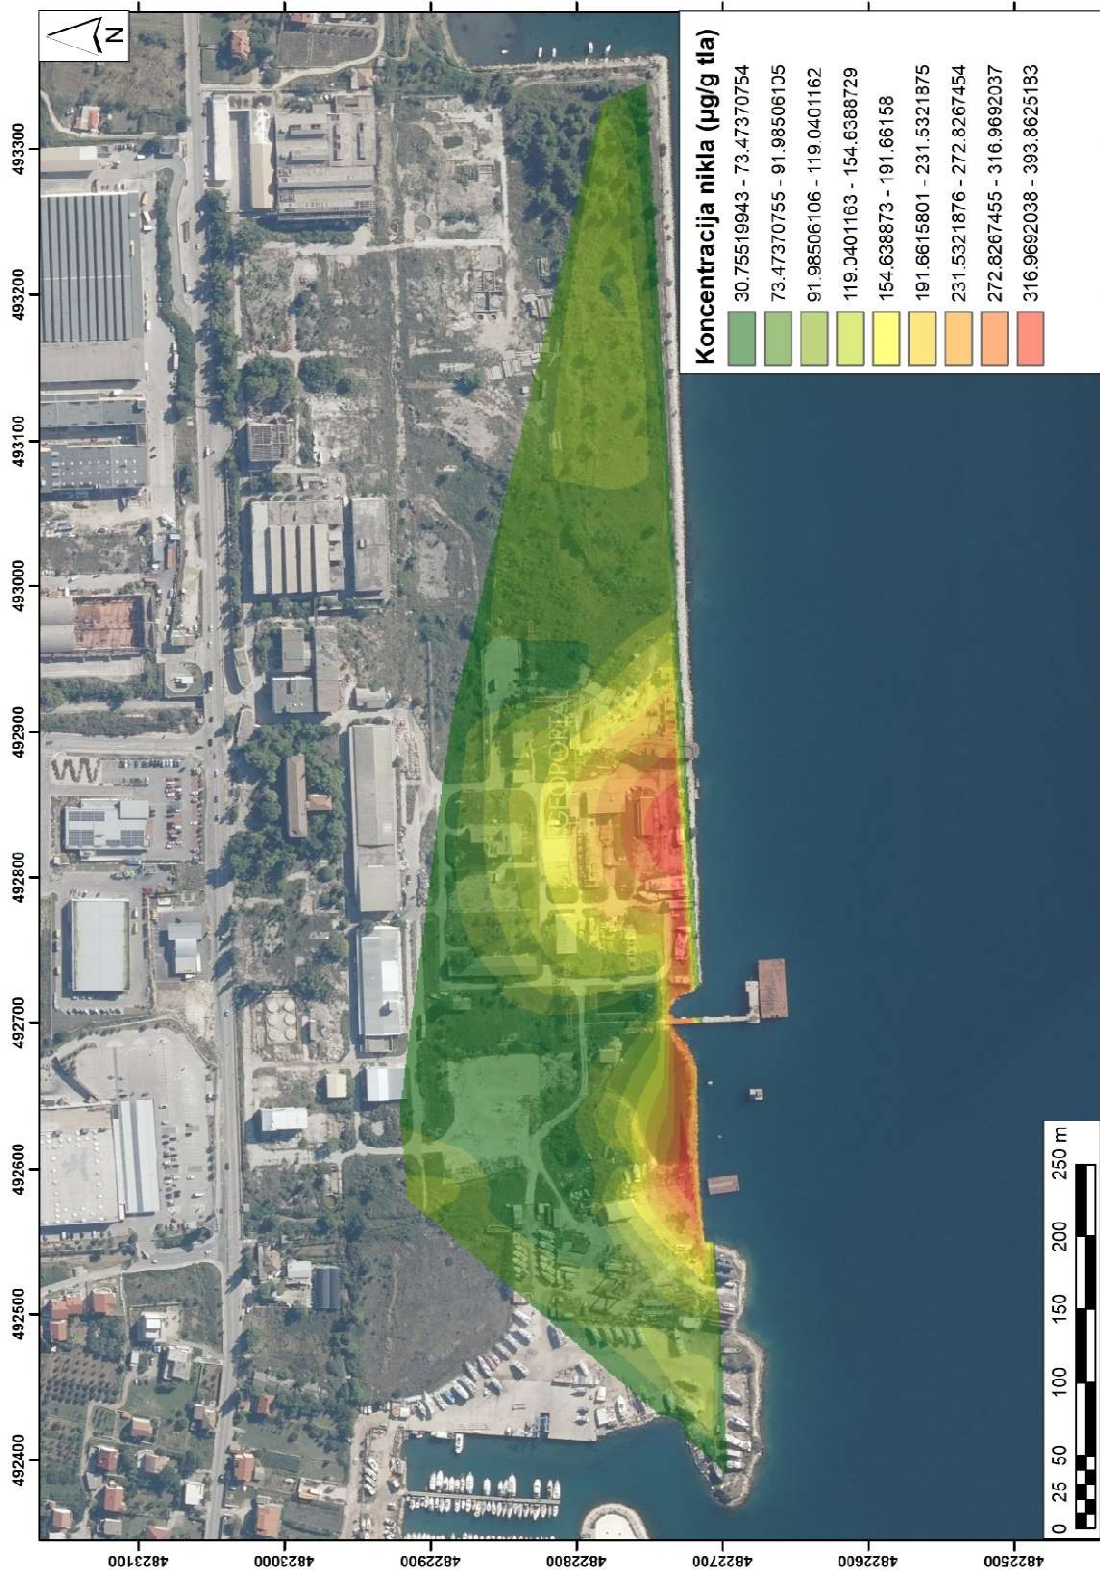 492400
492500
492600
492700
492800
492900
493000
493100
493200
493300
N
4823100
4823000
4822900
4822800
4822700
4822600
4822500
GEOPORTAL
0 25 50 100 150 200 250 m
Koncentracija nikla (µg/g tla)
30.75519943 - 73.47370754
73.47370755 - 91.98506105
91.98506106 - 119.0401162
119.0401163 - 154.6388729
154.638873 - 191.66158
191.6615801 - 231.5321875
231.5321876 - 272.8267454
272.8267455 - 316.9692037
316.9692038 - 393.8625193